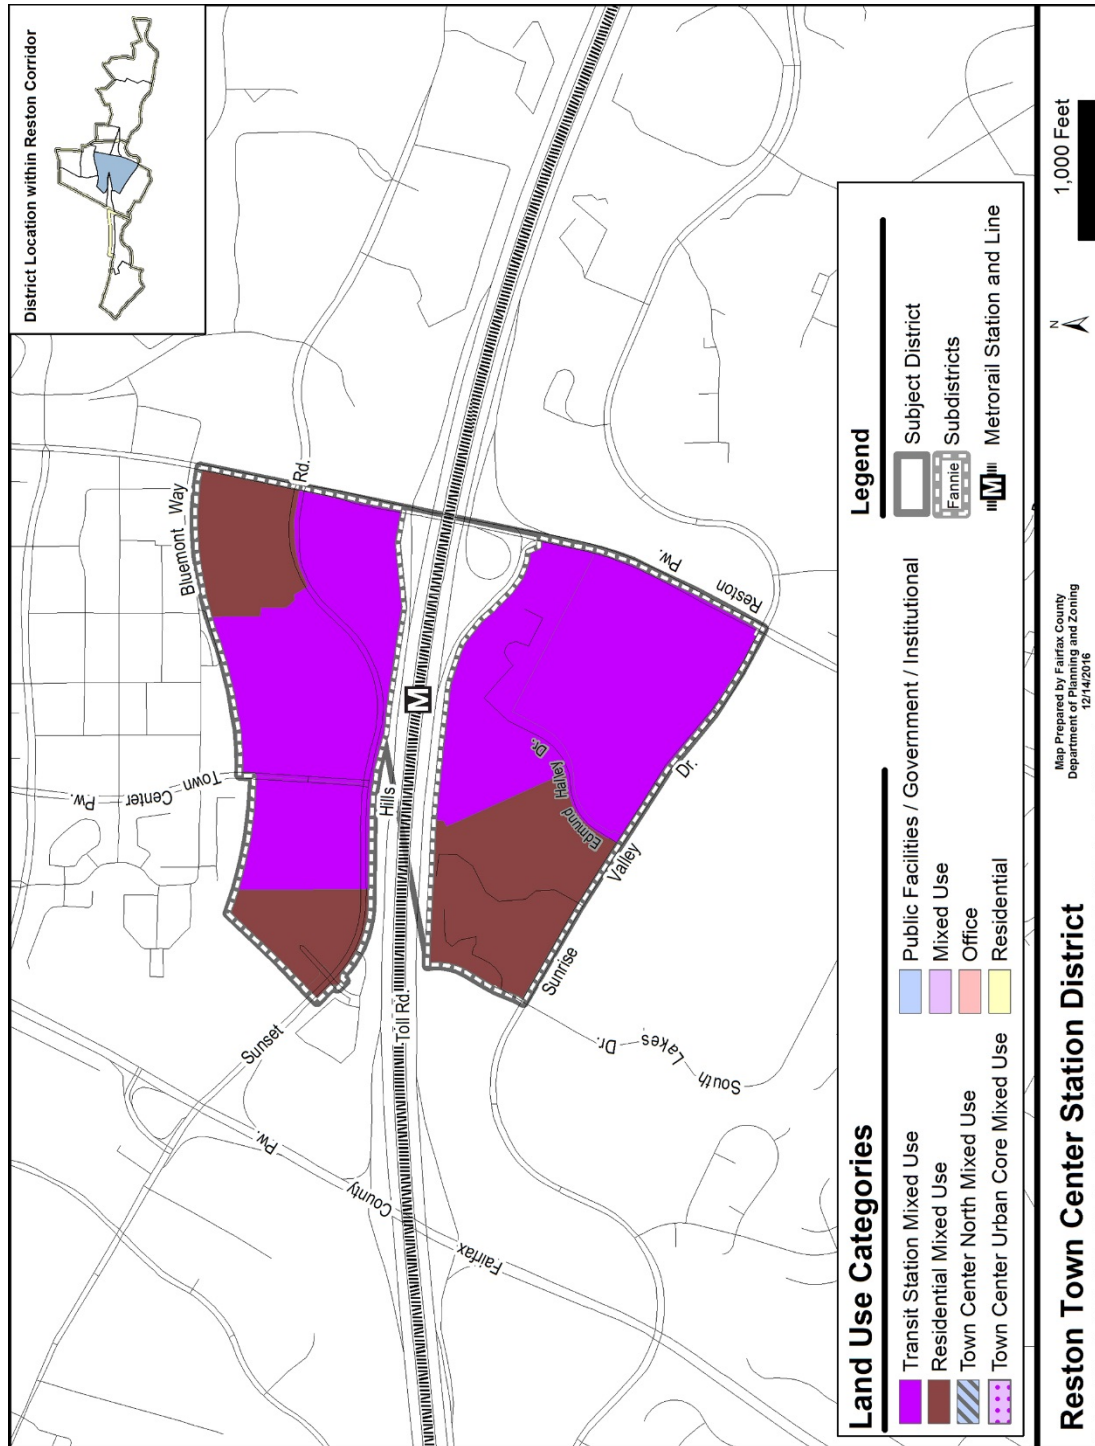 District Location within Reston Corridor
Bluemont Way
Rd.
Town Center Pw.
Hills
Sunset
Toll Rd.
Fairfax County Pw.
Reston Pw.
Edmund Halley Dr.
Sunrise Valley Dr.
South Lakes Dr.
M
Land Use Categories
Transit Station Mixed Use
Residential Mixed Use
Town Center North Mixed Use
Town Center Urban Core Mixed Use
Public Facilities / Government / Institutional
Mixed Use
Office
Residential
Legend
Subject District
Fannie
Subdistricts
M
Metrorail Station and Line
Reston Town Center Station District
Map Prepared by Fairfax County
Department of Planning and Zoning
12/14/2016
N
1,000 Feet